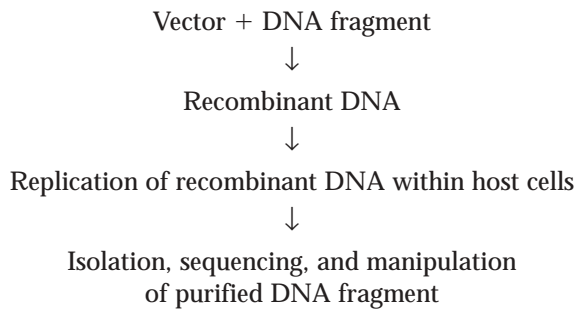 Vector + DNA fragment
↓
Recombinant DNA
↓
Replication of recombinant DNA within host cells
↓
Isolation, sequencing, and manipulation
of purified DNA fragment